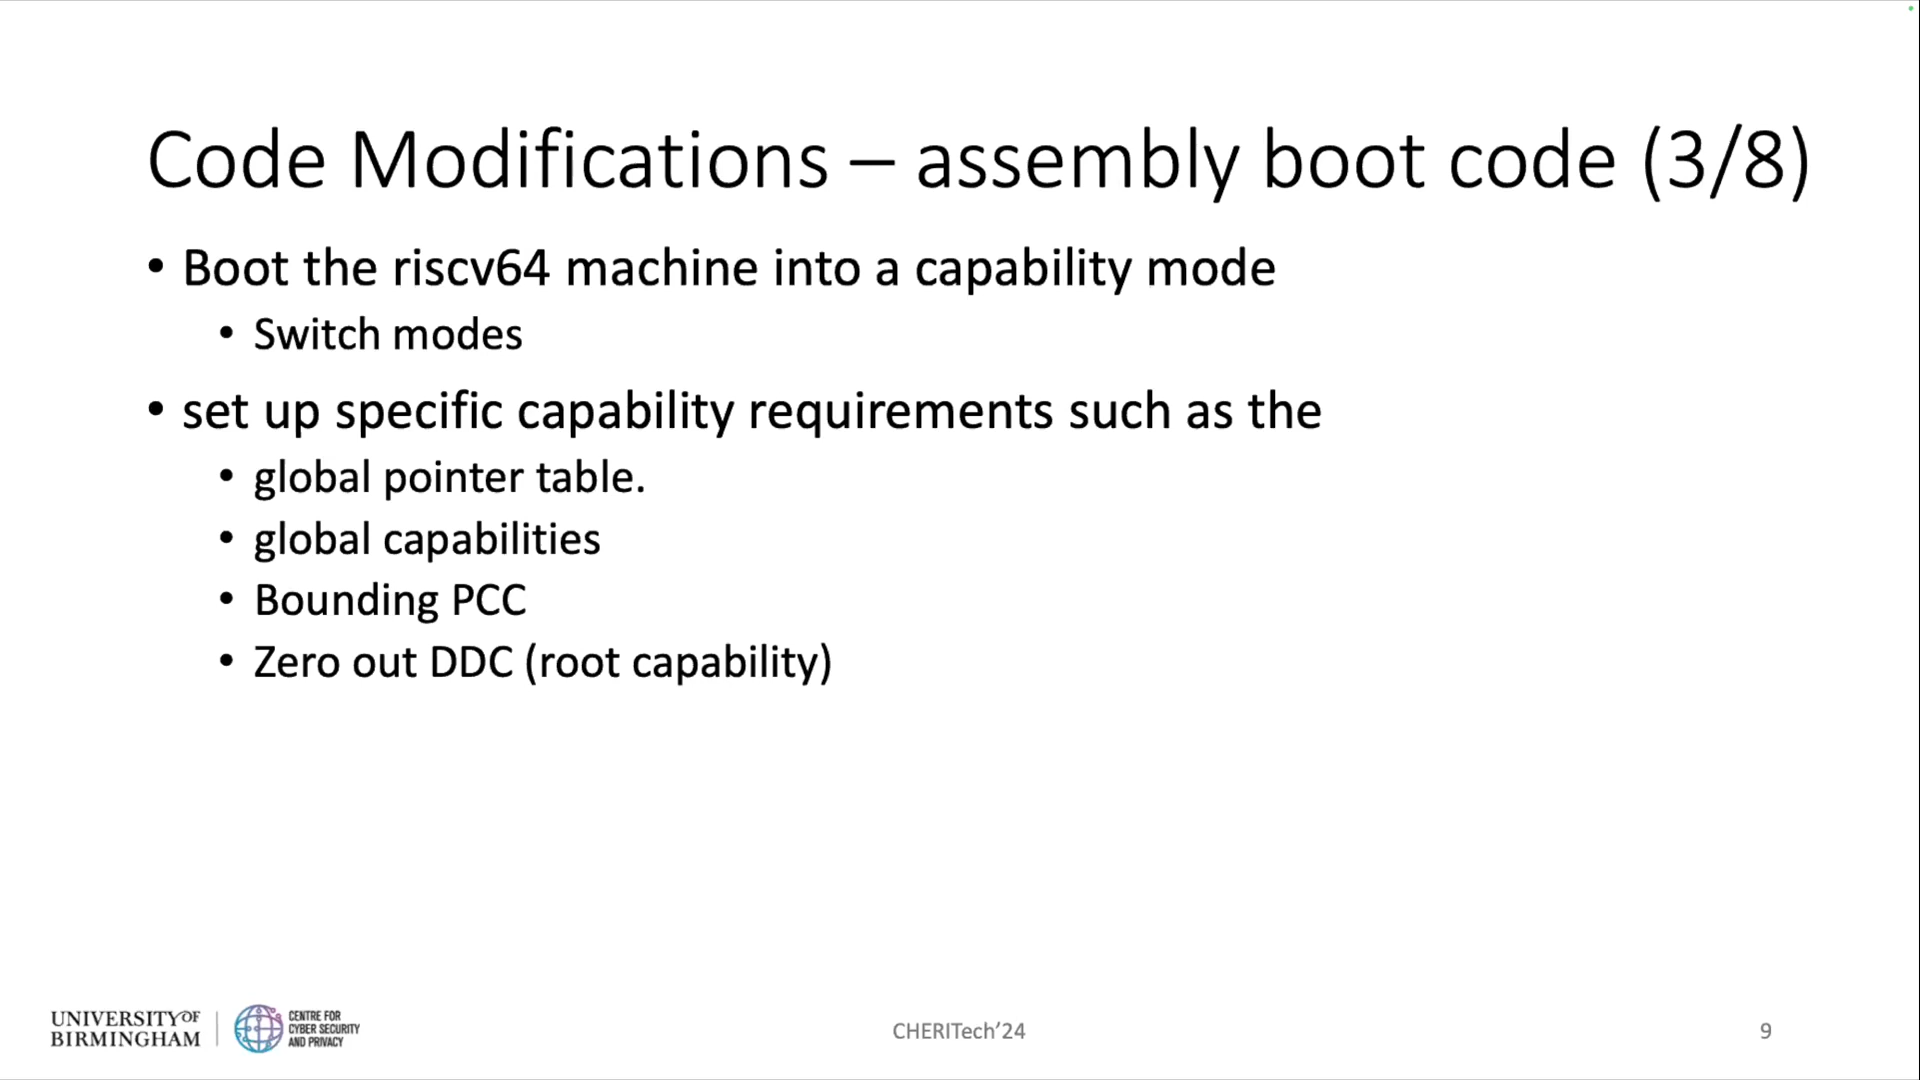 Code Modifications – assembly boot code (3/8)
• Boot the riscv64 machine into a capability mode
• Switch modes
• set up specific capability requirements such as the
• global pointer table.
• global capabilities
• Bounding PCC
• Zero out DDC (root capability)
UNIVERSITY OF
BIRMINGHAM
CENTRE FOR
CYBER SECURITY
AND PRIVACY
CHERITech’24
9